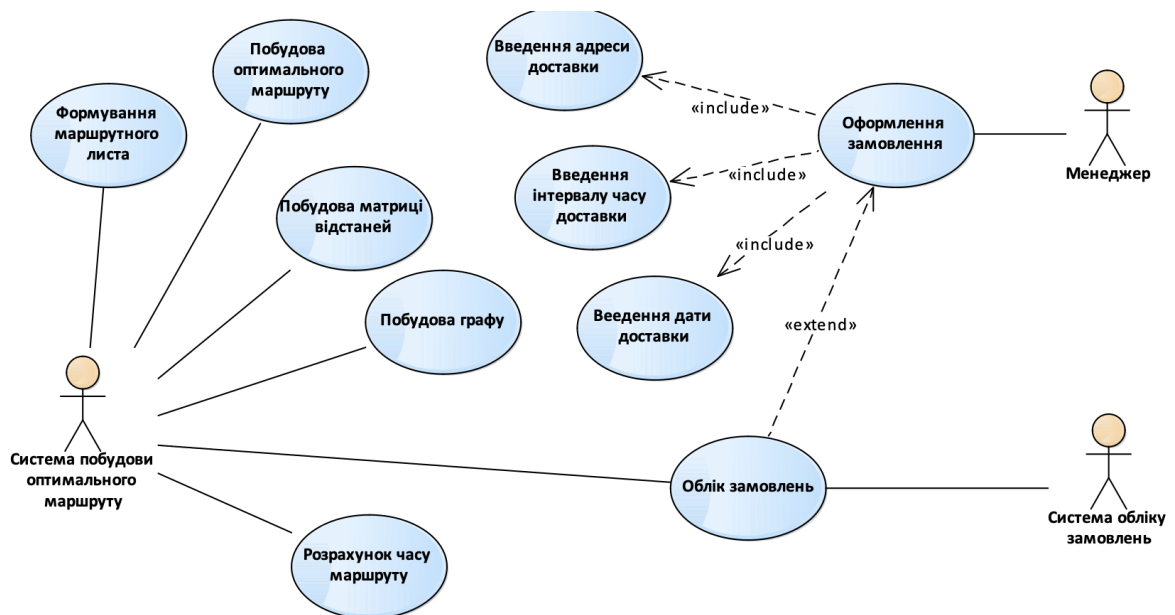 Побудова
оптимального
маршруту
Введення адреси
доставки
Формування
маршрутного
листа
«include»
Оформлення
замовлення
Менеджер
Введення
інтервалу часу
доставки
«include»
Побудова матриці
відстаней
«include»
Побудова графу
Веедення дати
доставки
«extend»
Система побудови
оптимального
маршруту
Облік замовлень
Система обліку
замовлень
Розрахунок часу
маршруту